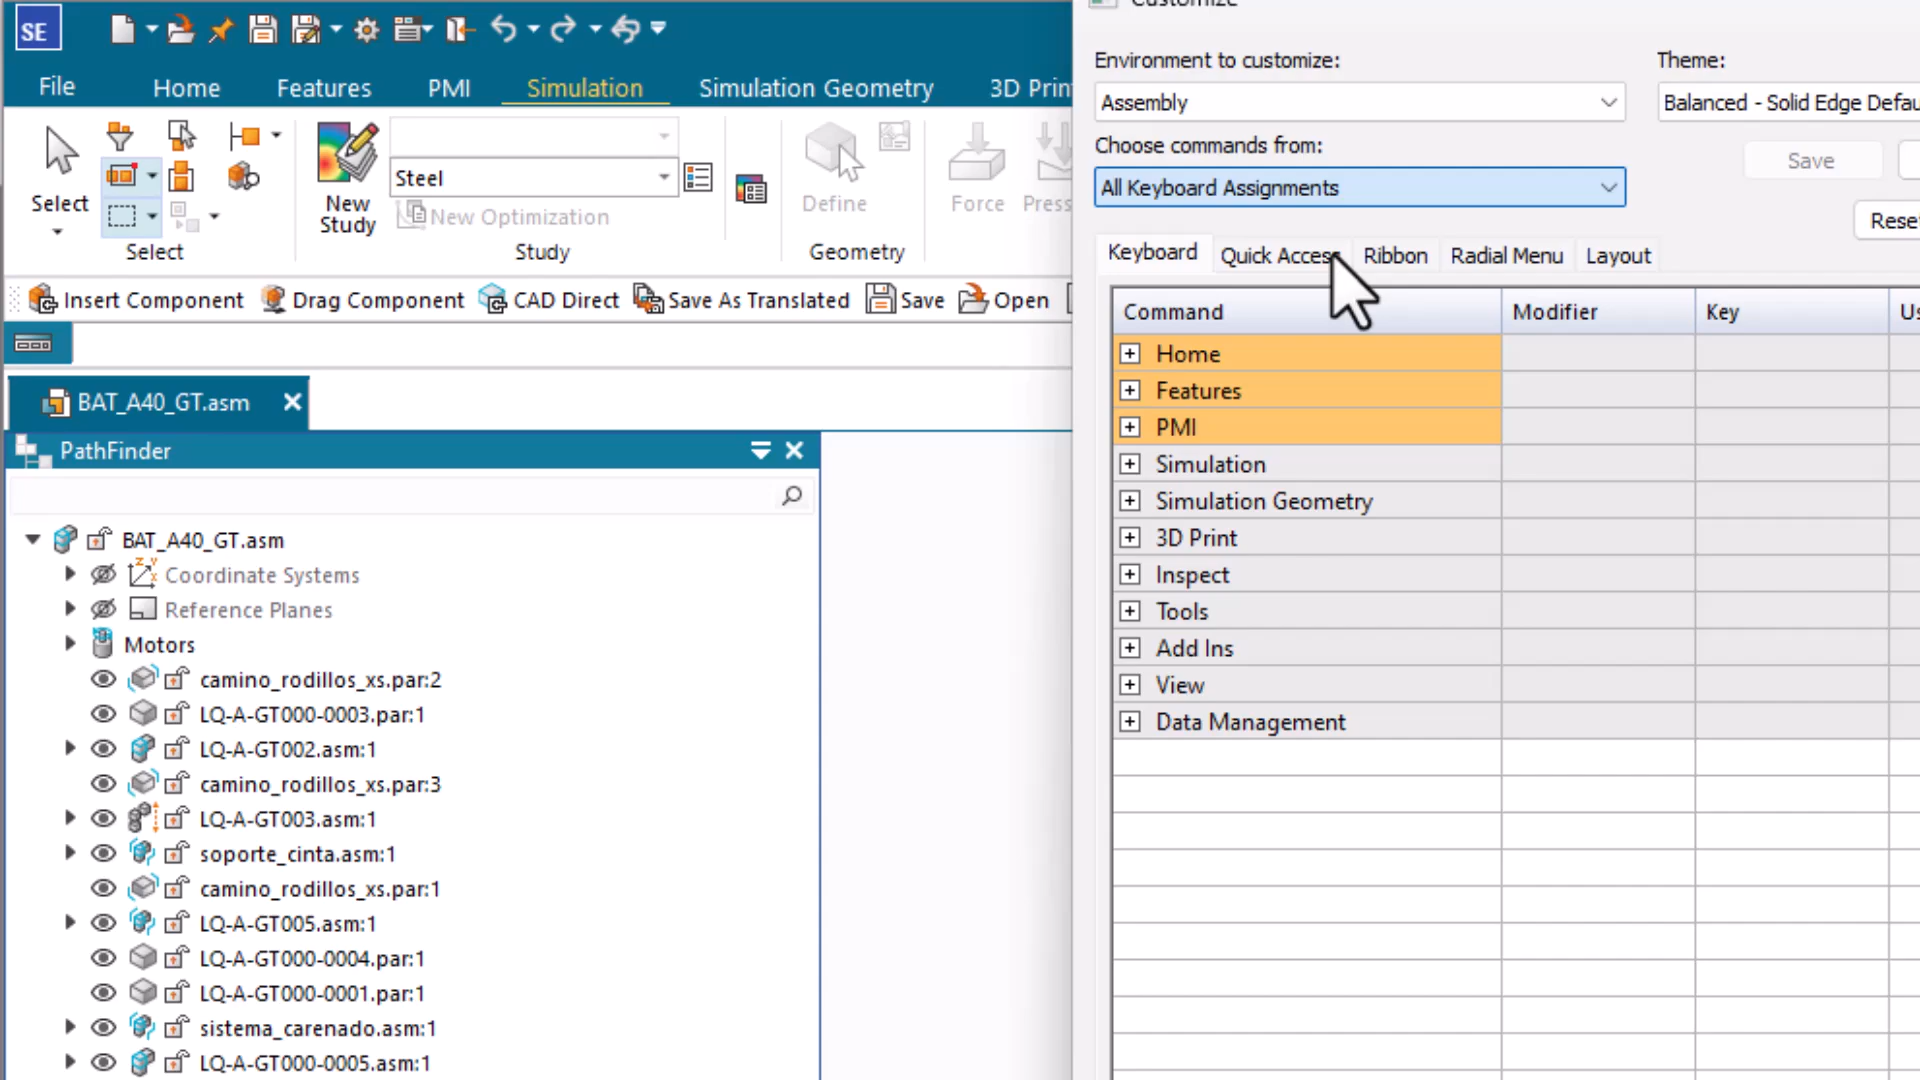 SE
File Home Features PMI Simulation Simulation Geometry 3D Prin
Select
Select
New Study
Steel
New Optimization
Study
Define
Geometry
Force Press
Insert Component Drag Component CAD Direct Save As Translated Save Open
BAT_A40_GT.asm
PathFinder
BAT_A40_GT.asm
Coordinate Systems
Reference Planes
Motors
camino_rodillos_xs.par:2
LQ-A-GT000-0003.par:1
LQ-A-GT002.asm:1
camino_rodillos_xs.par:3
LQ-A-GT003.asm:1
soporte_cinta.asm:1
camino_rodillos_xs.par:1
LQ-A-GT005.asm:1
LQ-A-GT000-0004.par:1
LQ-A-GT000-0001.par:1
sistema_carenado.asm:1
LQ-A-GT000-0005.asm:1
Customize
Environment to customize:
Assembly
Choose commands from:
All Keyboard Assignments
Theme:
Balanced - Solid Edge Defau
Save
Reset
Keyboard Quick Access Ribbon Radial Menu Layout
Command Modifier Key Us
Home
Features
PMI
Simulation
Simulation Geometry
3D Print
Inspect
Tools
Add Ins
View
Data Management